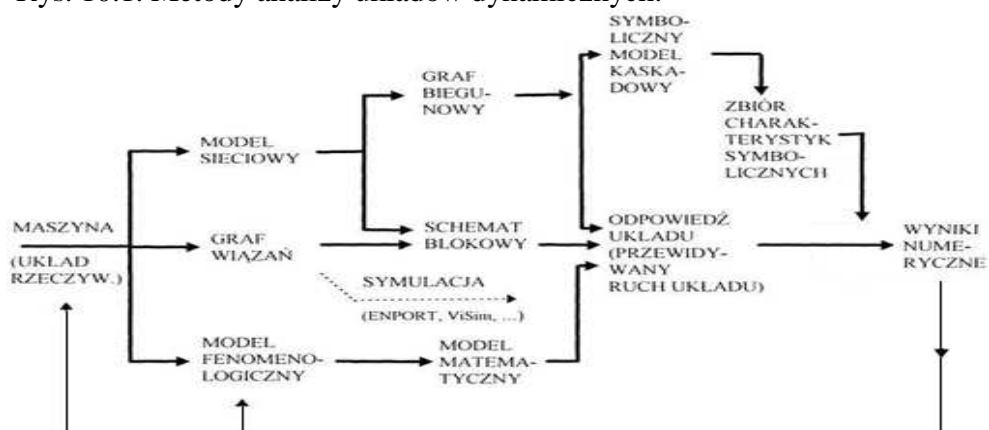 Rys. 10.1. Metody analizy układów dynamicznych.
SYMBO-
LICZNY
MODEL
KASKA-
DOWY
GRAF
BIEGU-
NOWY
ZBIÓR
CHARAK-
TERYSTYK
SYMBO-
LICZNYCH
MODEL
SIECIOWY
MASZYNA
(UKŁAD
RZECZYW.)
GRAF
WIĄZAŃ
SCHEMAT
BLOKOWY
ODPOWIEDŹ
UKŁADU
(PRZEWIDY-
WANY
RUCH UKŁADU)
WYNIKI
NUME-
RYCZNE
SYMULACJA
(ENPORT, ViSim, ...)
MODEL
FENOMENO-
LOGICZNY
MODEL
MATEMA-
TYCZNY